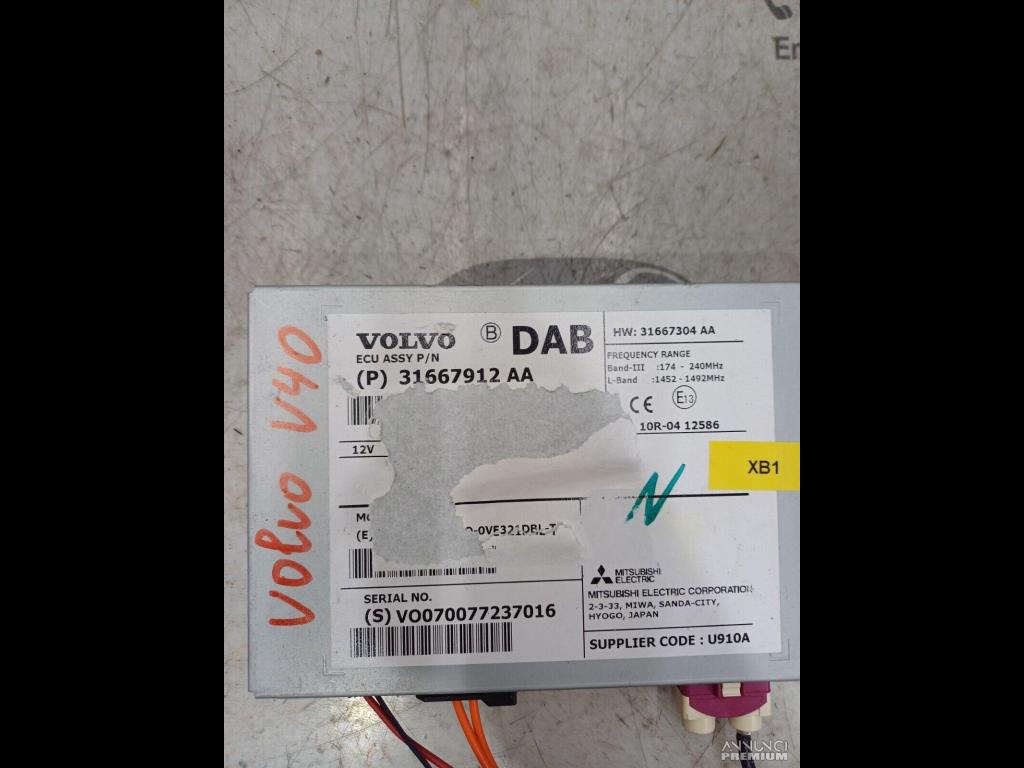 En
VOLVO V40
VOLVO B DAB
ECU ASSY P/N
(P) 31667912 AA
12V
(E)
-0VE321DBL-T
SERIAL NO.
(S) VO070077237016
HW: 31667304 AA
FREQUENCY RANGE
Band-III :174 - 240MHz
L-Band :1452 - 1492MHz
CE E13
10R-04 12586
XB1
N
MITSUBISHI
ELECTRIC
MITSUBISHI ELECTRIC CORPORATION
2-3-33, MIWA, SANDA-CITY,
HYOGO, JAPAN
SUPPLIER CODE : U910A
ANNUNCI
PREMIUM